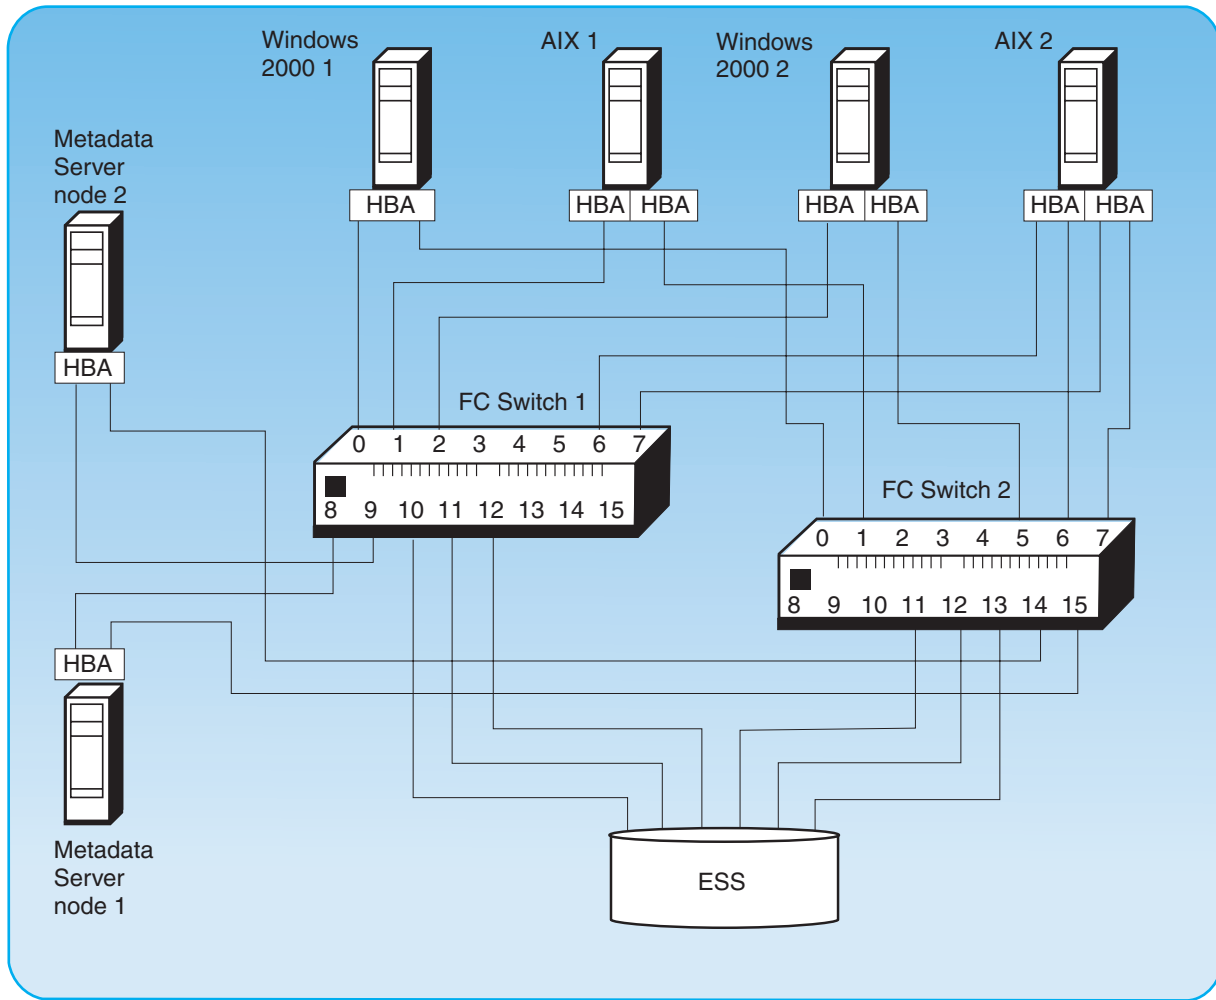 Windows
2000 1
AIX 1
Windows
2000 2
AIX 2
Metadata
Server
node 2
HBA
HBA HBA
HBA HBA
HBA HBA
HBA
FC Switch 1
0 1 2 3 4 5 6 7
8 9 10 11 12 13 14 15
FC Switch 2
0 1 2 3 4 5 6 7
8 9 10 11 12 13 14 15
HBA
Metadata
Server
node 1
ESS